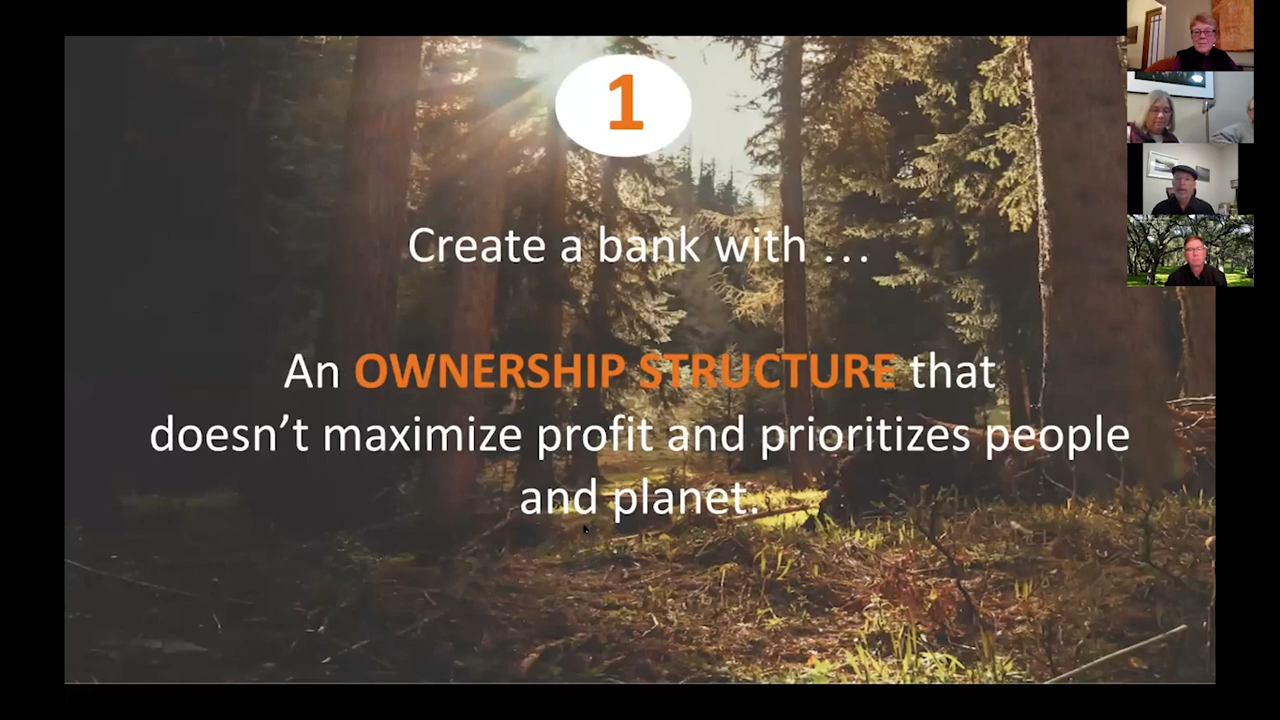 1
Create a bank with …
An OWNERSHIP STRUCTURE that
doesn’t maximize profit and prioritizes people
and planet.